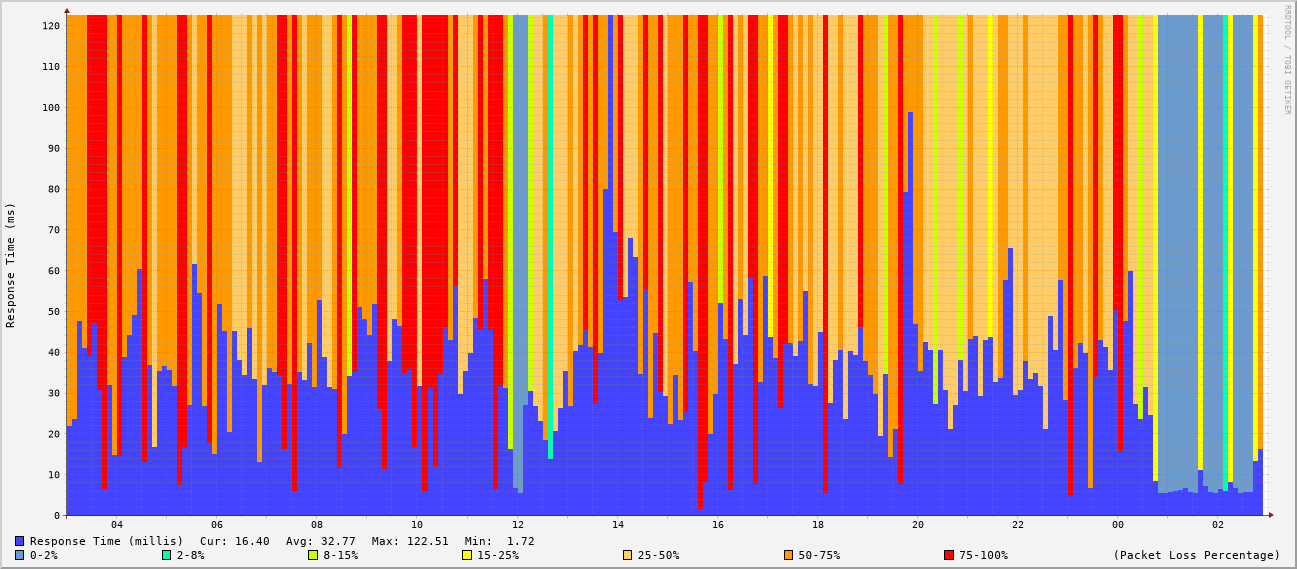 RRDTOOL / TOBI OETIKER
Response Time (ms)
120
110
100
90
80
70
60
50
40
30
20
10
0
04 06 08 10 12 14 16 18 20 22 00 02
Response Time (millis) Cur: 16.40 Avg: 32.77 Max: 122.51 Min: 1.72
0-2% 2-8% 8-15% 15-25% 25-50% 50-75% 75-100% (Packet Loss Percentage)